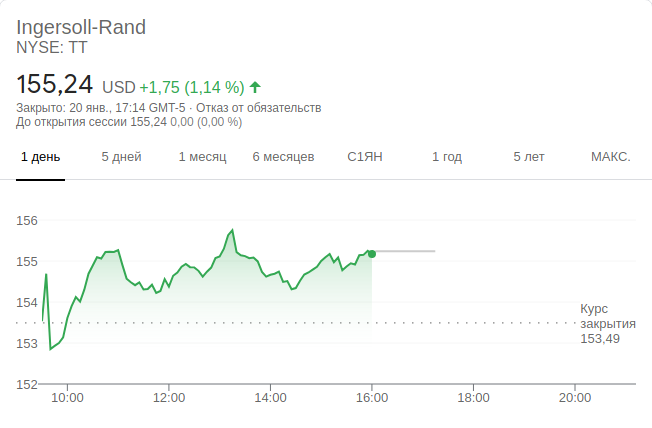 Ingersoll-Rand
NYSE: TT
155,24 USD +1,75 (1,14 %)
Закрыто: 20 янв., 17:14 GMT-5 · Отказ от обязательств
До открытия сессии 155,24 0,00 (0,00 %)
1 день 5 дней 1 месяц 6 месяцев С1ЯН 1 год 5 лет МАКС.
156
155
154
Курс
закрытия
153,49
153
152
10:00 12:00 14:00 16:00 18:00 20:00